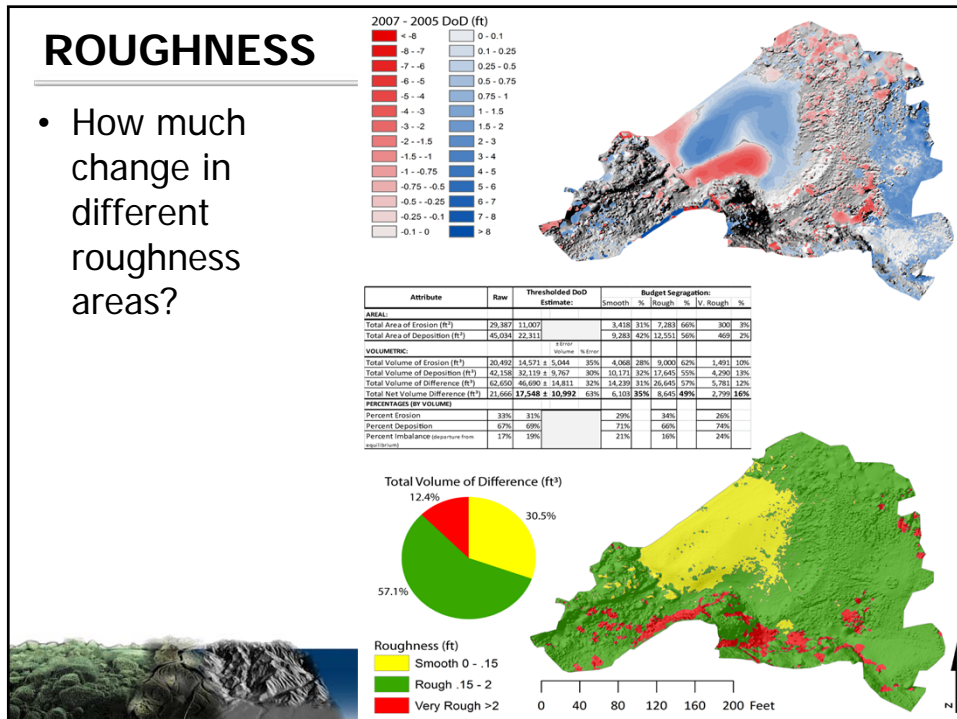 ROUGHNESS
• How much
change in
different
roughness
areas?
2007 - 2005 DoD (ft)
< -8
-8 - -7
-7 - -6
-6 - -5
-5 - -4
-4 - -3
-3 - -2
-2 - -1.5
-1.5 - -1
-1 - -0.75
-0.75 - -0.5
-0.5 - -0.25
-0.25 - -0.1
-0.1 - 0
0 - 0.1
0.1 - 0.25
0.25 - 0.5
0.5 - 0.75
0.75 - 1
1 - 1.5
1.5 - 2
2 - 3
3 - 4
4 - 5
5 - 6
6 - 7
7 - 8
> 8
Attribute Raw Thresholded DoD Estimate: Budget Segragation:
Smooth % Rough % V. Rough %
AREAL:
Total Area of Erosion (ft²) 29,387 11,007 3,418 31% 7,283 66% 300 3%
Total Area of Deposition (ft²) 45,034 22,311 9,283 42% 12,551 56% 469 2%
VOLUMETRIC: ± Error Volume % Error
Total Volume of Erosion (ft³) 20,492 14,571 ± 5,044 35% 4,068 28% 9,000 62% 1,491 10%
Total Volume of Deposition (ft³) 42,158 32,119 ± 9,767 30% 10,171 32% 17,645 55% 4,290 13%
Total Volume of Difference (ft³) 62,650 46,690 ± 14,811 32% 14,239 31% 26,645 57% 5,781 12%
Total Net Volume Difference (ft³) 21,666 17,548 ± 10,992 63% 6,103 35% 8,645 49% 2,799 16%
PERCENTAGES (BY VOLUME)
Percent Erosion 33% 31% 29% 34% 26%
Percent Deposition 67% 69% 71% 66% 74%
Percent Imbalance (departure from equilibrium) 17% 19% 21% 16% 24%
Total Volume of Difference (ft³)
12.4%
30.5%
57.1%
Roughness (ft)
Smooth 0 - .15
Rough .15 - 2
Very Rough >2
0 40 80 120 160 200 Feet
N